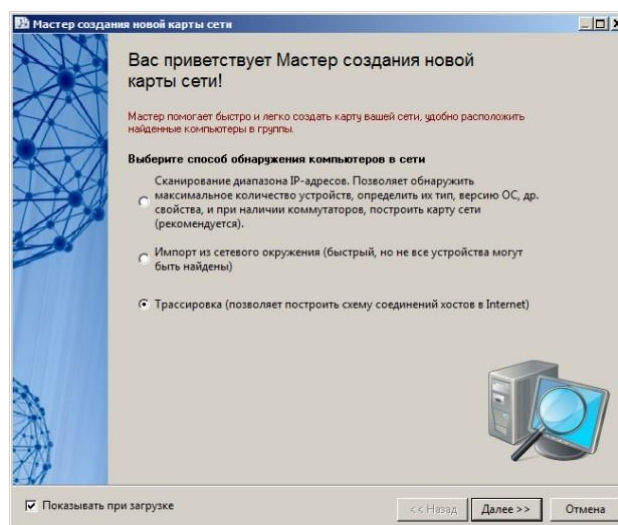 Мастер создания новой карты сети
Вас приветствует Мастер создания новой
карты сети!
Мастер помогает быстро и легко создать карту вашей сети, удобно расположить
найденные компьютеры в группы.
Выберите способ обнаружения компьютеров в сети
Сканирование диапазона IP-адресов. Позволяет обнаружить
максимальное количество устройств, определить их тип, версию ОС, др.
свойства, и при наличии коммутаторов, построить карту сети
(рекомендуется).
Импорт из сетевого окружения (быстрый, но не все устройства могут
быть найдены)
Трассировка (позволяет построить схему соединений хостов в Internet)
Показывать при загрузке
<< Назад
Далее >>
Отмена